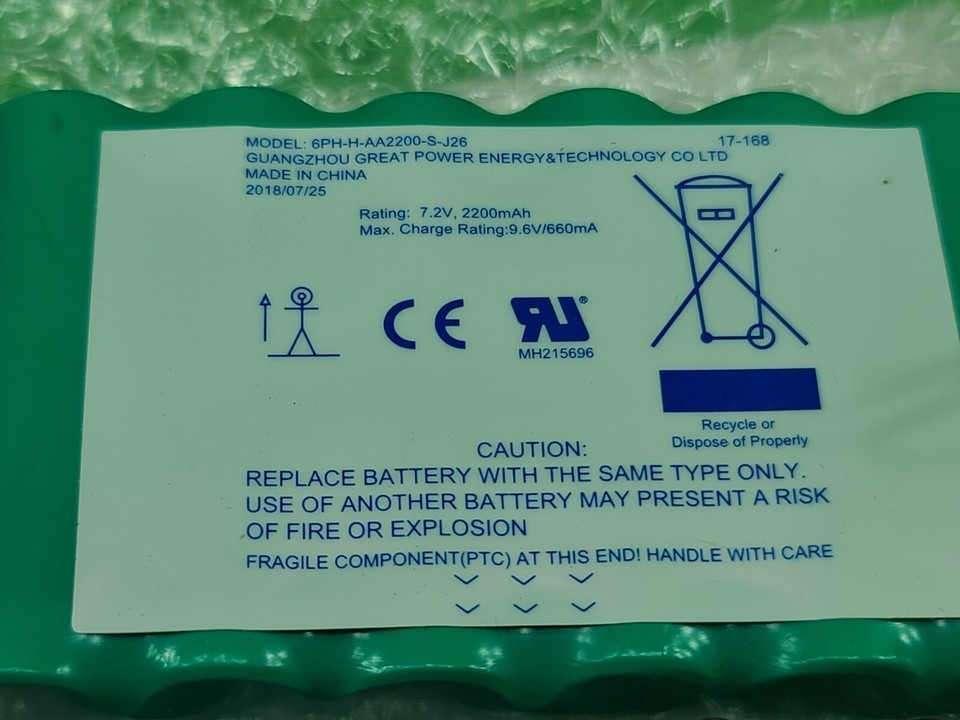 MODEL: 6PH-H-AA2200-S-J26
17-168
GUANGZHOU GREAT POWER ENERGY&TECHNOLOGY CO LTD
MADE IN CHINA
2018/07/25
Rating: 7.2V, 2200mAh
Max. Charge Rating:9.6V/660mA
CE
RU®
MH215696
Recycle or
Dispose of Properly
CAUTION:
REPLACE BATTERY WITH THE SAME TYPE ONLY.
USE OF ANOTHER BATTERY MAY PRESENT A RISK
OF FIRE OR EXPLOSION
FRAGILE COMPONENT(PTC) AT THIS END! HANDLE WITH CARE